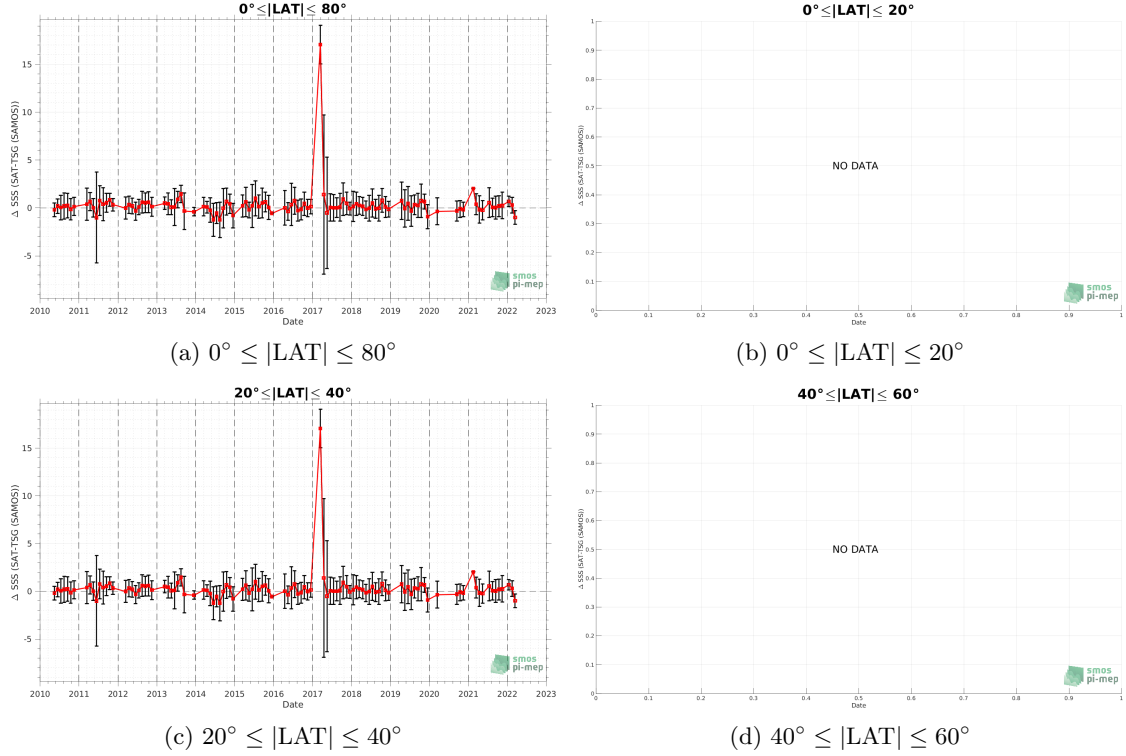 0°≤|LAT|≤ 80°
Δ SSS (SAT-TSG (SAMOS))
15
10
5
0
-5
2010 2011 2012 2013 2014 2015 2016 2017 2018 2019 2020 2021 2022 2023
Date
smos
pi-mep
(a) 0° ≤ |LAT| ≤ 80°
0°≤|LAT|≤ 20°
Δ SSS (SAT-TSG (SAMOS))
1
0.9
0.8
0.7
0.6
0.5
0.4
0.3
0.2
0.1
0
NO DATA
0 0.1 0.2 0.3 0.4 0.5 0.6 0.7 0.8 0.9 1
Date
smos
pi-mep
(b) 0° ≤ |LAT| ≤ 20°
20°≤|LAT|≤ 40°
Δ SSS (SAT-TSG (SAMOS))
15
10
5
0
-5
2010 2011 2012 2013 2014 2015 2016 2017 2018 2019 2020 2021 2022 2023
Date
smos
pi-mep
(c) 20° ≤ |LAT| ≤ 40°
40°≤|LAT|≤ 60°
Δ SSS (SAT-TSG (SAMOS))
1
0.9
0.8
0.7
0.6
0.5
0.4
0.3
0.2
0.1
0
NO DATA
0 0.1 0.2 0.3 0.4 0.5 0.6 0.7 0.8 0.9 1
Date
smos
pi-mep
(d) 40° ≤ |LAT| ≤ 60°